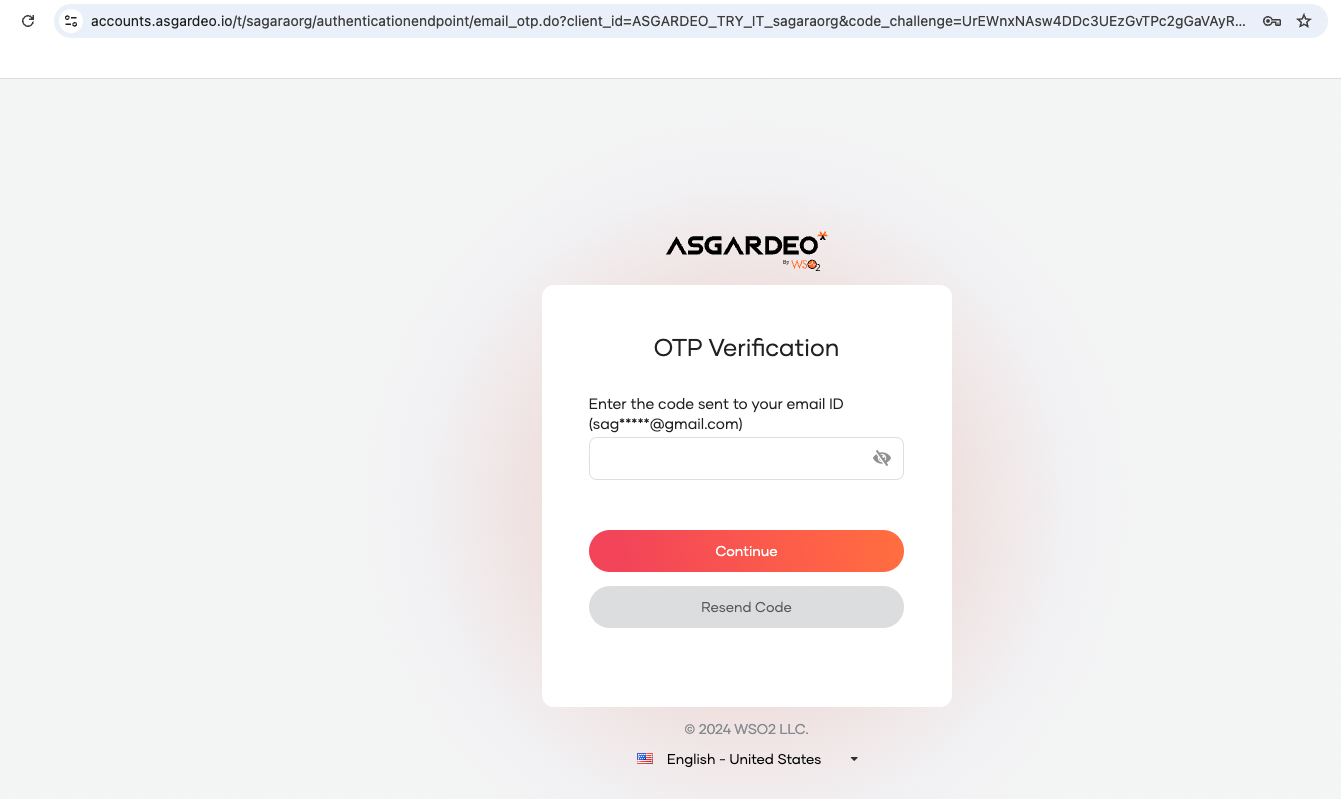 accounts.asgardeo.io/t/sagaraorg/authenticationendpoint/email_otp.do?client_id=ASGARDEO_TRY_IT_sagaraorg&code_challenge=UrEWnxNAsw4DDc3UEzGvTPc2gGaVAyR...
ASGARDEO
By WSO2
OTP Verification
Enter the code sent to your email ID
(sag*****@gmail.com)
Continue
Resend Code
© 2024 WSO2 LLC.
English - United States